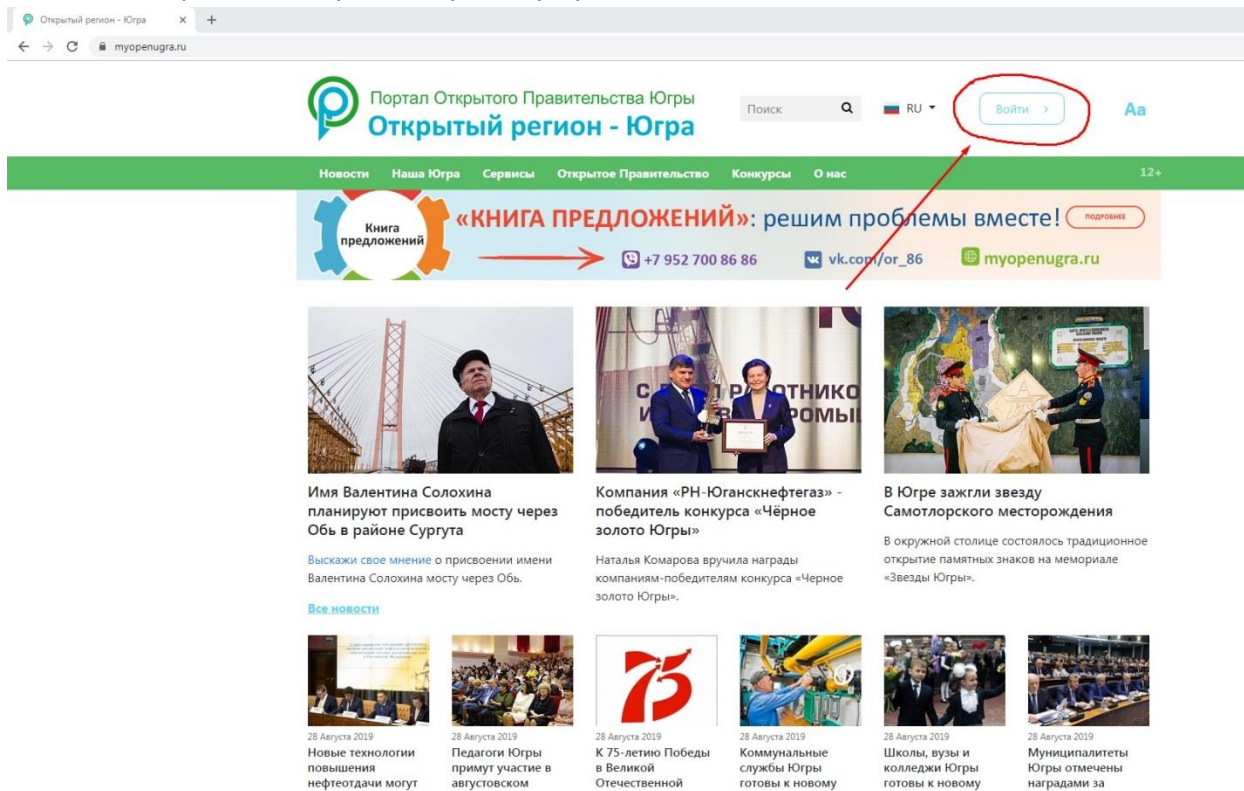 Открытый регион - Югра
myopenugra.ru
Портал Открытого Правительства Югры
Открытый регион - Югра
Поиск
RU
Войти >
Aa
Новости Наша Югра Сервисы Открытое Правительство Конкурсы О нас 12+
Книга
предложений
«КНИГА ПРЕДЛОЖЕНИЙ»: решим проблемы вместе!
ПОДРОБНЕЕ
+7 952 700 86 86 vk.com/or_86 myopenugra.ru
Имя Валентина Солохина
планируют присвоить мосту через
Обь в районе Сургута
Выскажи свое мнение о присвоении имени
Валентина Солохина мосту через Обь.
Все новости
Компания «РН-Юганскнефтегаз» -
победитель конкурса «Чёрное
золото Югры»
Наталья Комарова вручила награды
компаниям-победителям конкурса «Черное
золото Югры».
В Югре зажгли звезду
Самотлорского месторождения
В окружной столице состоялось традиционное
открытие памятных знаков на мемориале
«Звезды Югры».
28 Августа 2019
Новые технологии
повышения
нефтеотдачи могут
28 Августа 2019
Педагоги Югры
примут участие в
августовском
75
28 Августа 2019
К 75-летию Победы
в Великой
Отечественной
28 Августа 2019
Коммунальные
службы Югры
готовы к новому
28 Августа 2019
Школы, вузы и
колледжи Югры
готовы к новому
28 Августа 2019
Муниципалитеты
Югры отмечены
наградами за